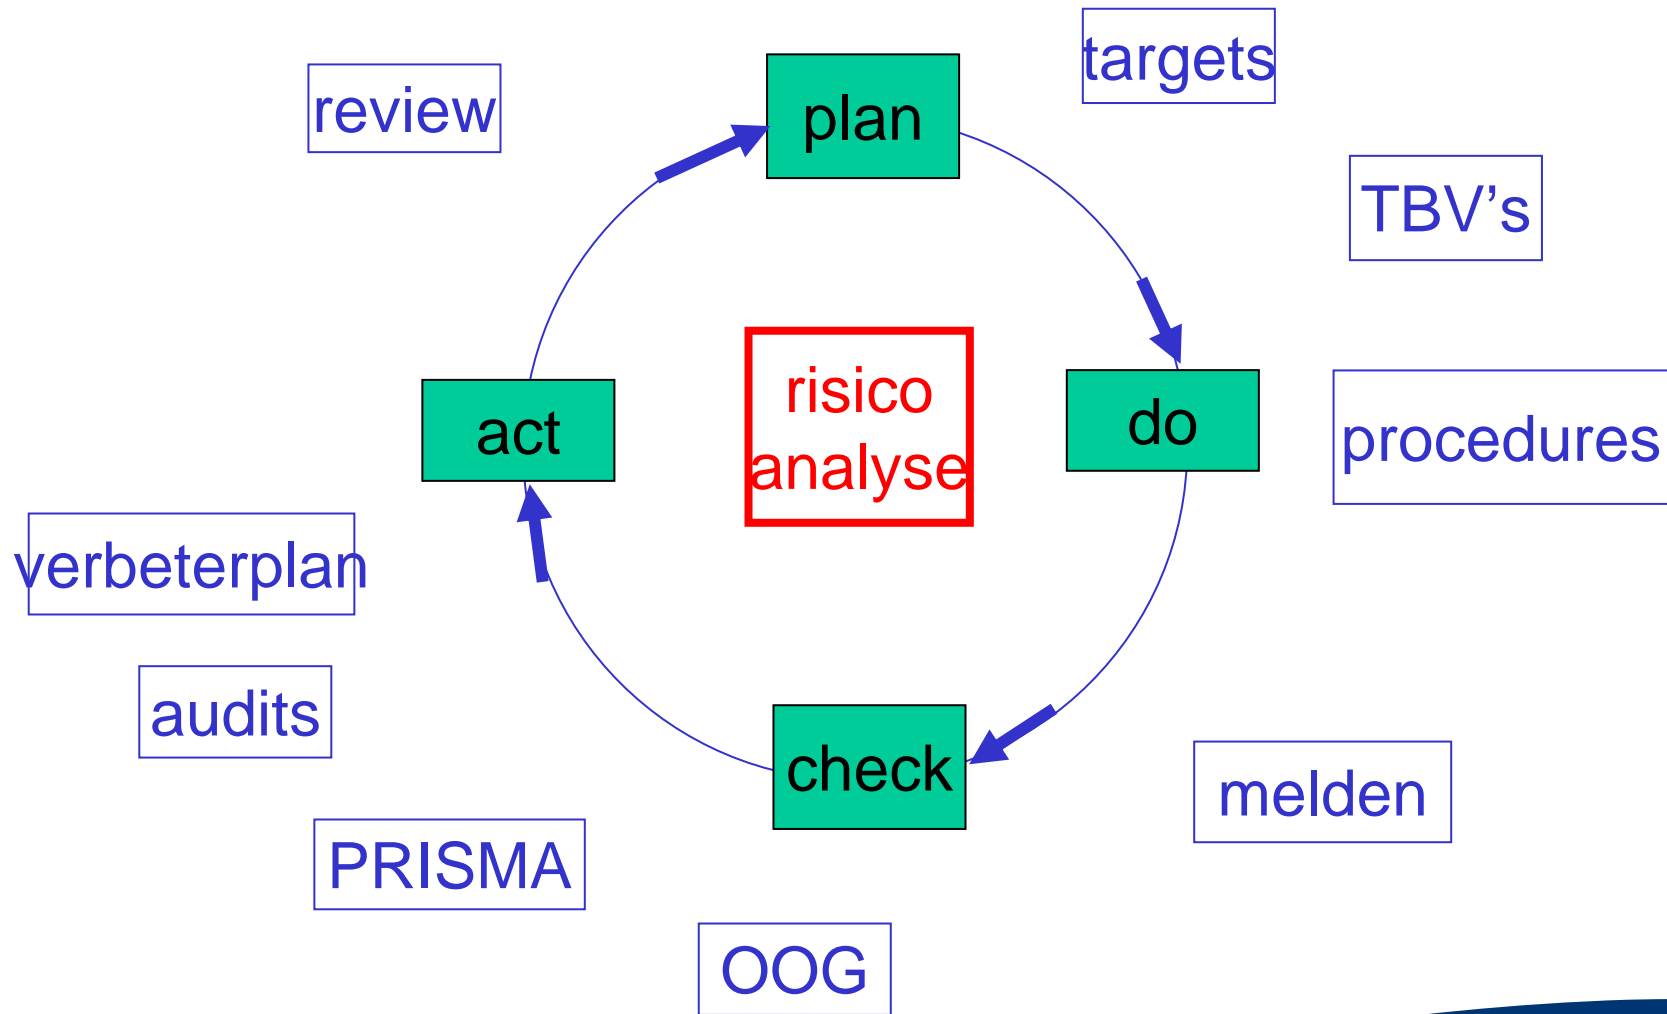 targets
plan
review
TBV's
risico
analyse
do
act
procedures
verbeterplan
audits
check
melden
PRISMA
OOG